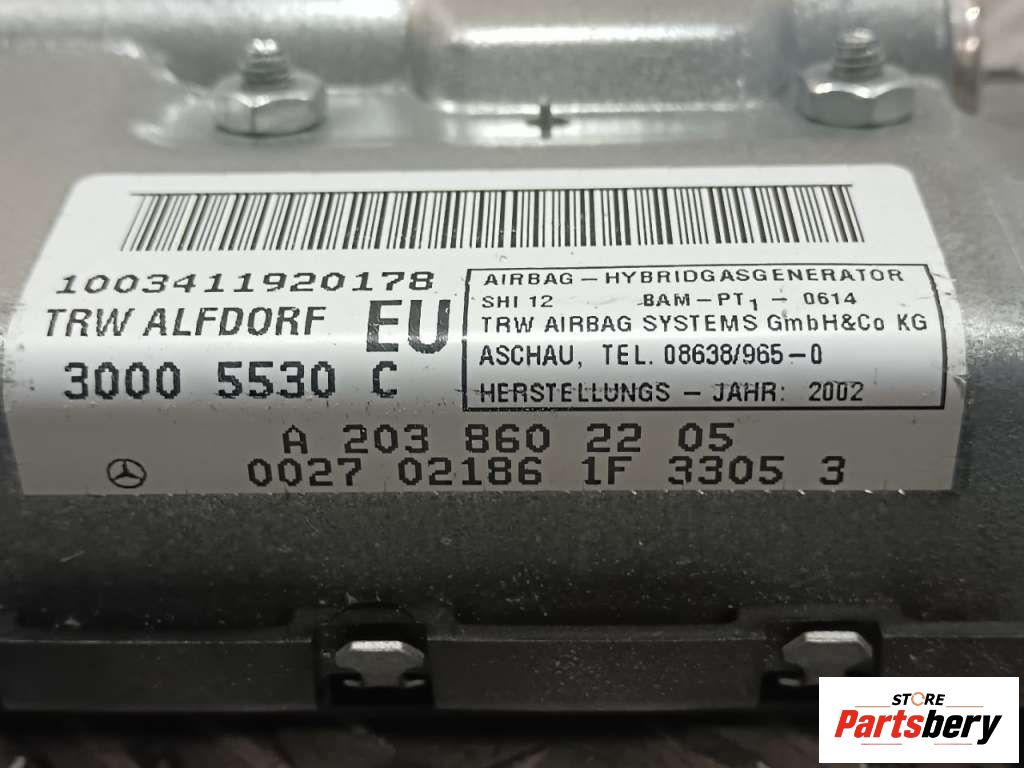 1003411920178
TRW ALFDORF EU
30005 5530 C
AIRBAG – HYBRIDGASGENERATOR
SHI 12 BAM – PT1 – 0614
TRW AIRBAG SYSTEMS GmbH&Co KG
ASCHAU, TEL. 08638/965-0
HERSTELLUNGS – JAHR: 2002
A 203 860 22 05
0027 02186 1F 3305 3
STORE
Partsbery